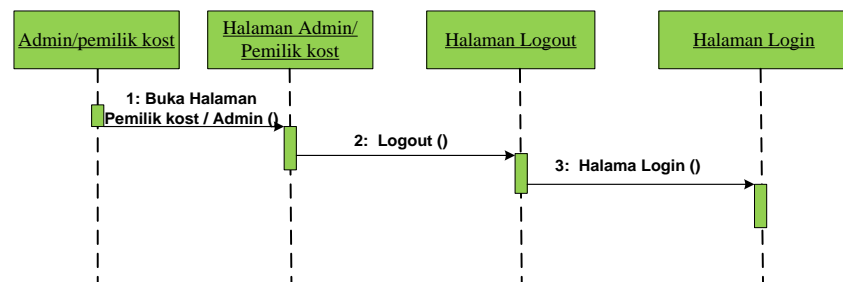 Admin/pemilik kost
Halaman Admin/
Pemilik kost
Halaman Logout
Halaman Login
1: Buka Halaman
Pemilik kost / Admin ()
2: Logout ()
3: Halama Login ()